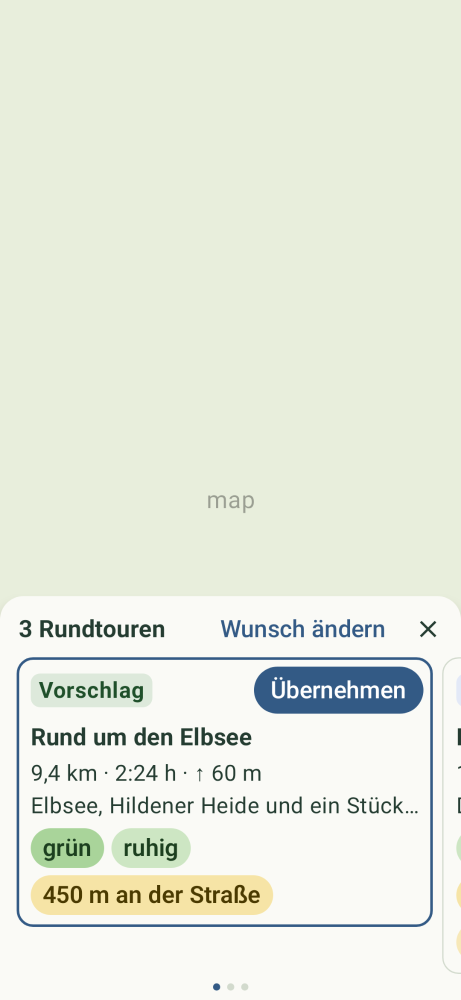 map
3 Rundtouren Wunsch ändern
Vorschlag Übernehmen
Rund um den Elbsee
9,4 km · 2:24 h · ↑ 60 m
Elbsee, Hildener Heide und ein Stück…
grün ruhig
450 m an der Straße